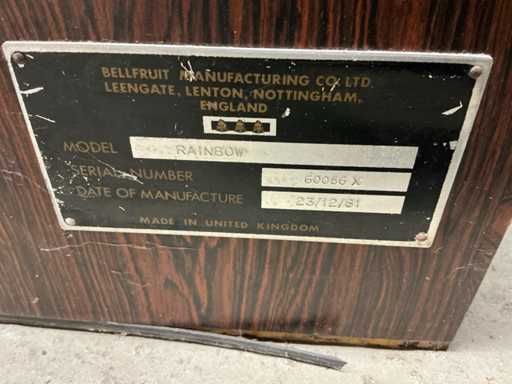 BELLFRUIT MANUFACTURING CO. LTD.
LEENGATE, LENTON, NOTTINGHAM,
ENGLAND
MODEL RAINBOW
SERIAL NUMBER 60066 X
DATE OF MANUFACTURE 23/12/81
MADE IN UNITED KINGDOM